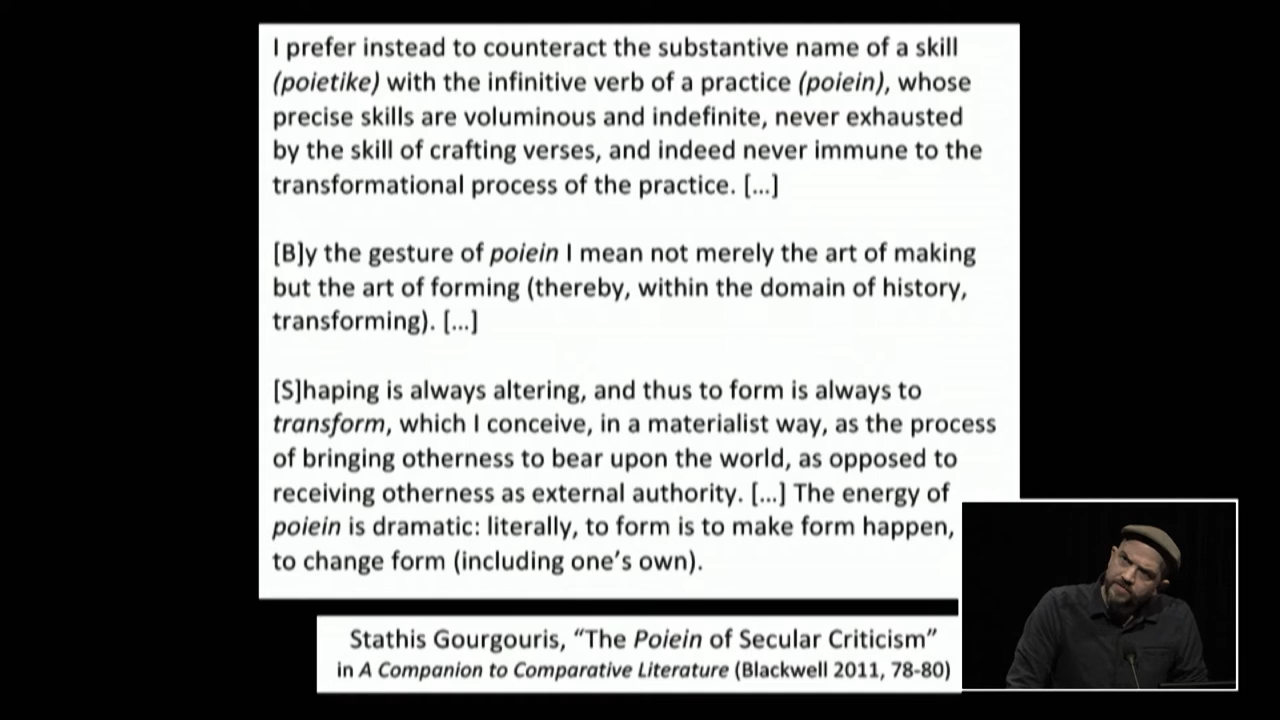 I prefer instead to counteract the substantive name of a skill
(poietike) with the infinitive verb of a practice (poiein), whose
precise skills are voluminous and indefinite, never exhausted
by the skill of crafting verses, and indeed never immune to the
transformational process of the practice. […]
[B]y the gesture of poiein I mean not merely the art of making
but the art of forming (thereby, within the domain of history,
transforming). […]
[S]haping is always altering, and thus to form is always to
transform, which I conceive, in a materialist way, as the process
of bringing otherness to bear upon the world, as opposed to
receiving otherness as external authority. […] The energy of
poiein is dramatic: literally, to form is to make form happen,
to change form (including one’s own).
Stathis Gourgouris, “The Poiein of Secular Criticism”
in A Companion to Comparative Literature (Blackwell 2011, 78-80)